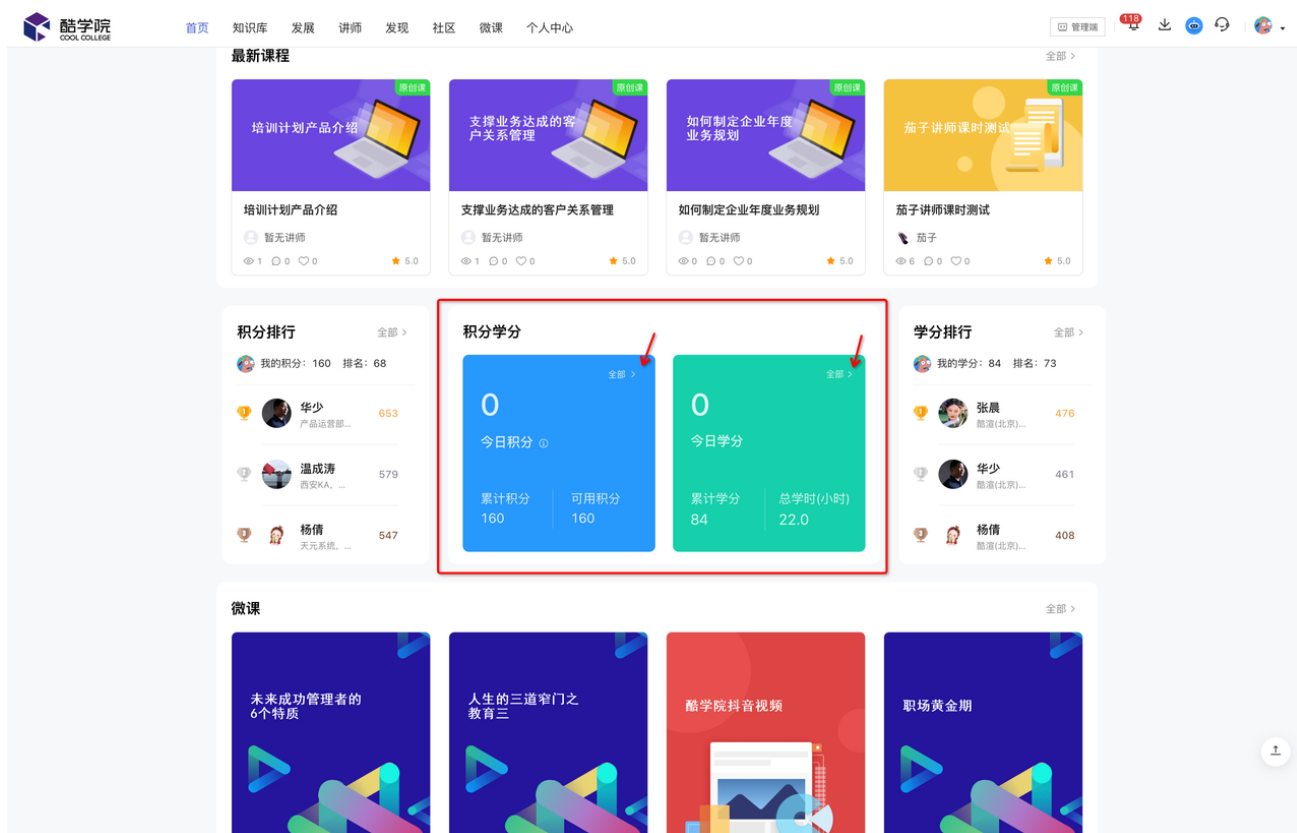 酷学院
COOL COLLEGE
首页 知识库 发展 讲师 发现 社区 微课 个人中心
管理端
118
最新课程
全部 >
原创课
培训计划产品介绍
培训计划产品介绍
暂无讲师
1 0 0 5.0
原创课
支撑业务达成的客
户关系管理
支撑业务达成的客户关系管理
暂无讲师
1 0 0 5.0
原创课
如何制定企业年度
业务规划
如何制定企业年度业务规划
暂无讲师
0 0 0 5.0
原创课
茄子讲师课时测试
茄子讲师课时测试
茄子
6 0 0 5.0
积分排行
全部 >
我的积分：160 排名：68
1
华少
产品运营部...
653
2
温成涛
西安KA、...
579
3
杨倩
天元系统、...
547
积分学分
全部 >
0
今日积分
累计积分 可用积分
160 160
全部 >
0
今日学分
累计学分 总学时(小时)
84 22.0
学分排行
全部 >
我的学分：84 排名：73
1
张晨
酷渲(北京)...
476
2
华少
酷渲(北京)...
461
3
杨倩
酷渲(北京)...
408
微课
全部 >
未来成功管理者的
6个特质
人生的三道窄门之
教育三
酷学院抖音视频
职场黄金期